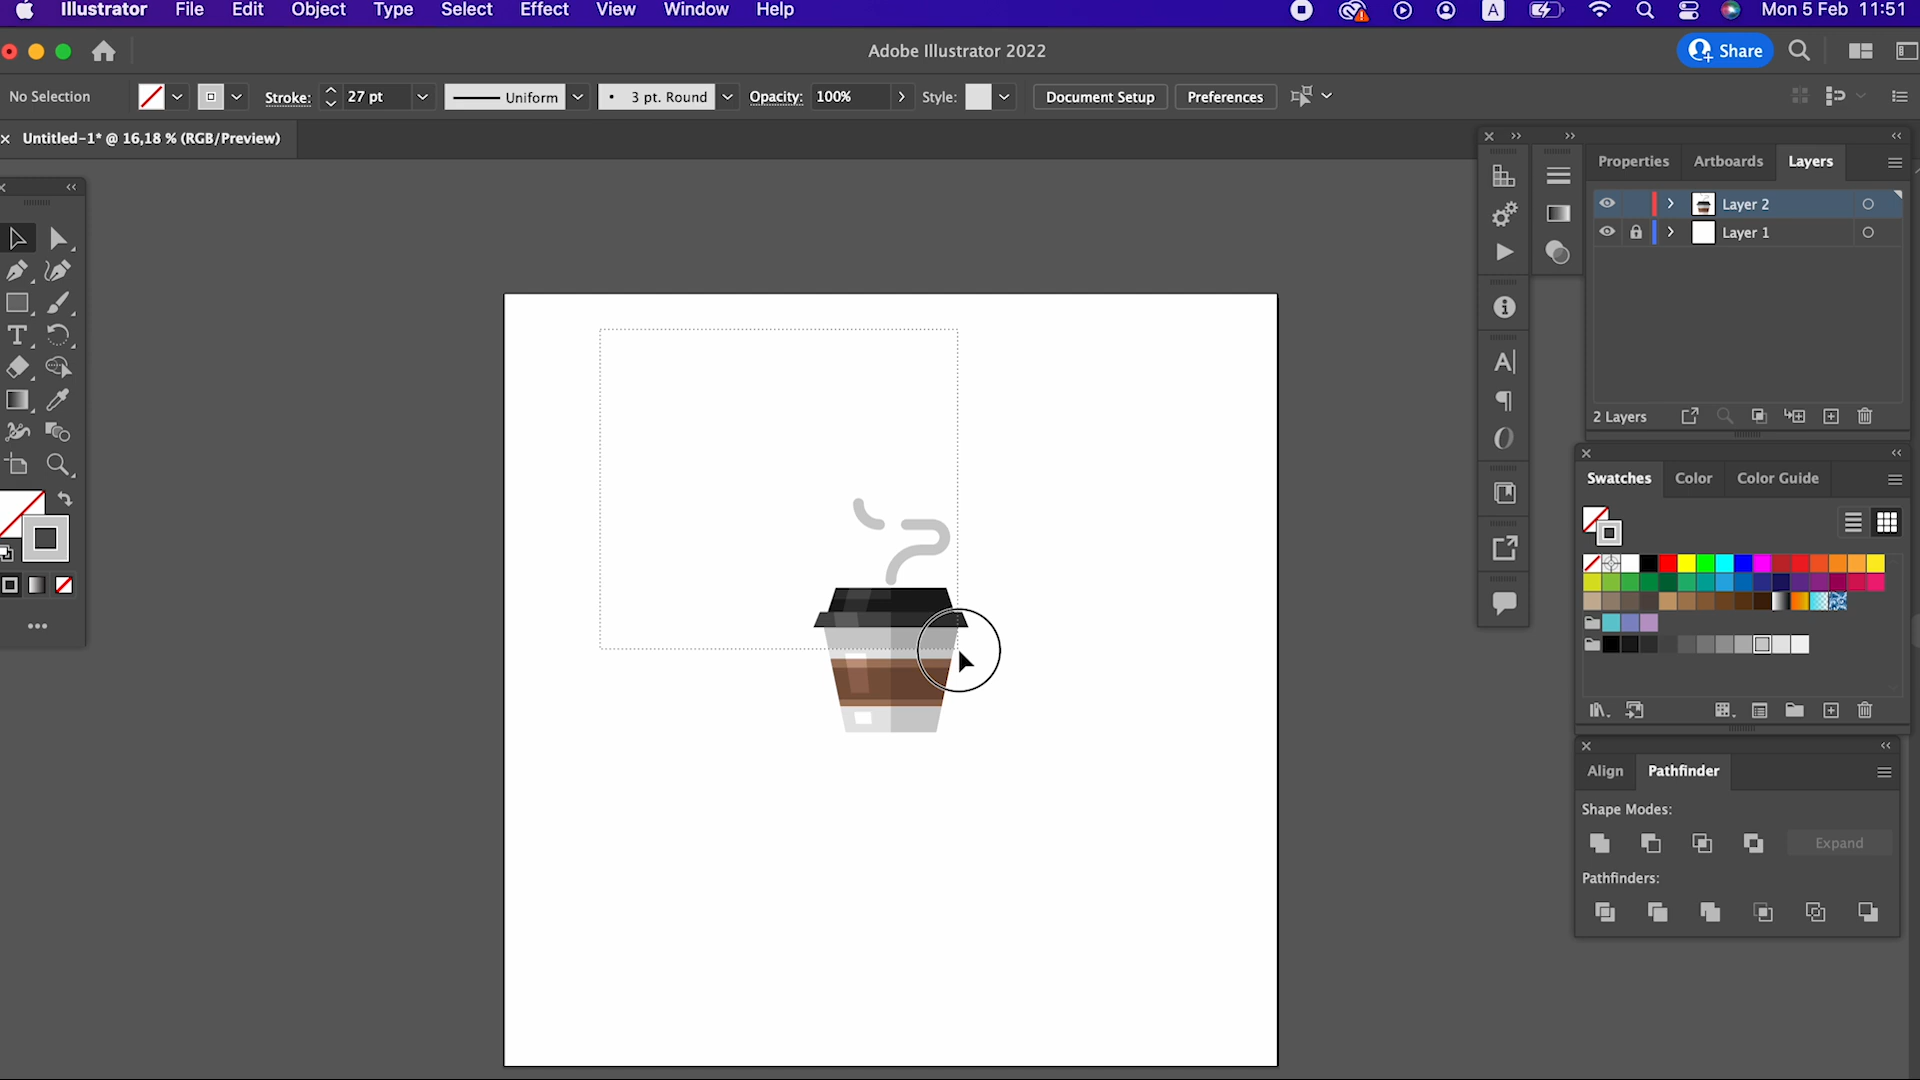 Illustrator File Edit Object Type Select Effect View Window Help A Mon 5 Feb 11:51
Adobe Illustrator 2022
Share
No Selection Stroke: 27 pt Uniform 3 pt. Round Opacity: 100% Style: Document Setup Preferences
Untitled-1* @ 16,18 % (RGB/Preview)
Properties Artboards Layers
Layer 2
Layer 1
2 Layers
Swatches Color Color Guide
Align Pathfinder
Shape Modes:
Expand
Pathfinders: